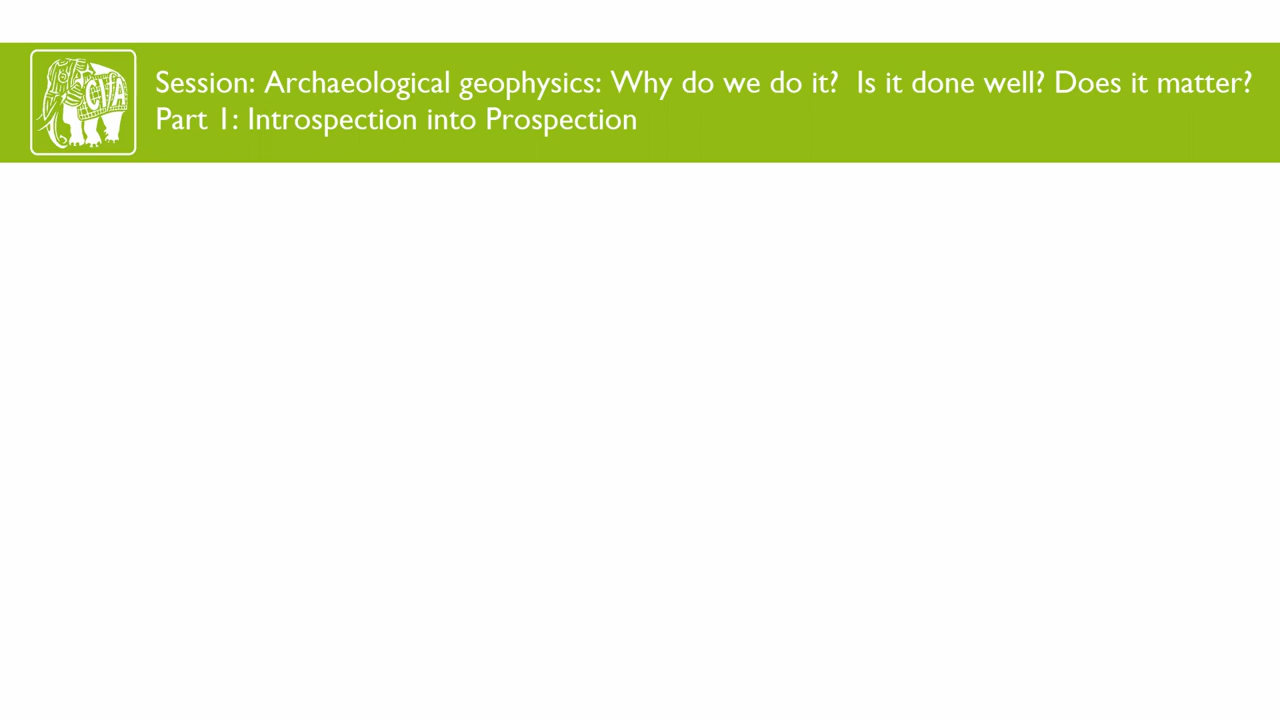 CTA
Session: Archaeological geophysics: Why do we do it?  Is it done well? Does it matter?
Part 1: Introspection into Prospection